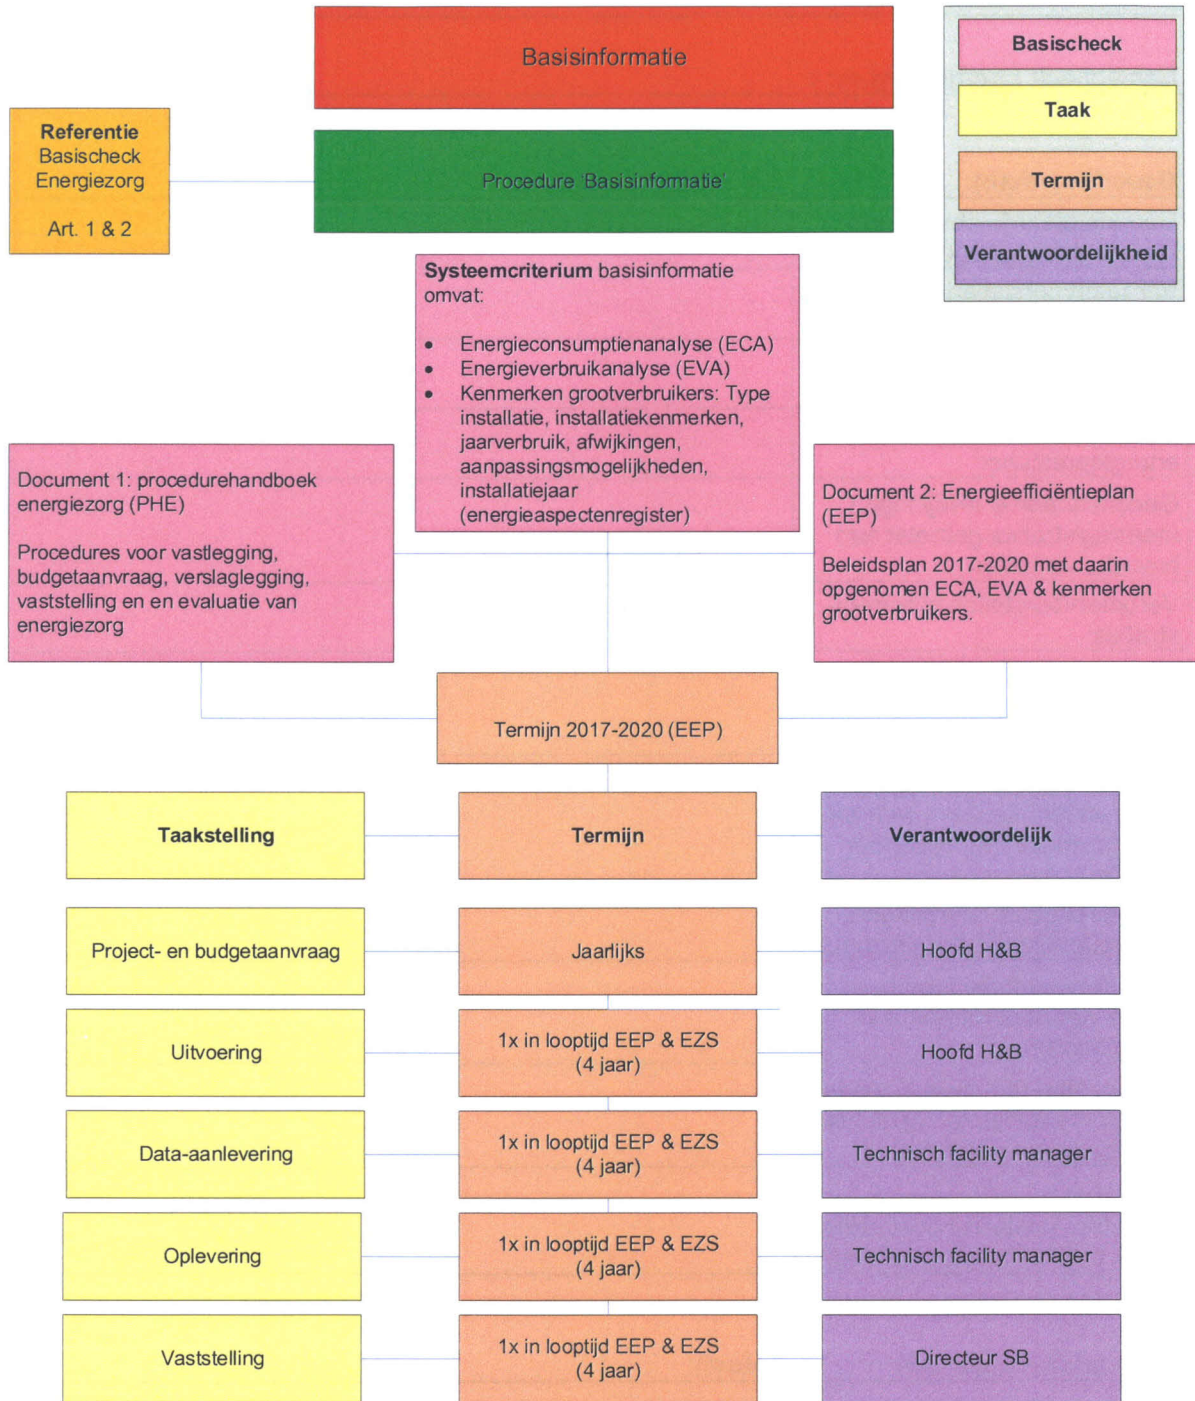 Basisinformatie
Basischeck
Taak
Termijn
Verantwoordelijkheid
Referentie
Basischeck
Energiezorg
Art. 1 & 2
Procedure 'Basisinformatie'
Systeemcriterium basisinformatie
omvat:
• Energieconsumptienanalyse (ECA)
• Energieverbruikanalyse (EVA)
• Kenmerken grootverbruikers: Type
installatie, installatiekenmerken,
jaarverbruik, afwijkingen,
aanpassingsmogelijkheden,
installatiejaar
(energieaspectenregister)
Document 1: procedurehandboek
energiezorg (PHE)
Procedures voor vastlegging,
budgetaanvraag, verslaglegging,
vaststelling en en evaluatie van
energiezorg
Document 2: Energieefficiëntieplan
(EEP)
Beleidsplan 2017-2020 met daarin
opgenomen ECA, EVA & kenmerken
grootverbruikers.
Termijn 2017-2020 (EEP)
Taakstelling
Termijn
Verantwoordelijk
Project- en budgetaanvraag
Jaarlijks
Hoofd H&B
Uitvoering
1x in looptijd EEP & EZS
(4 jaar)
Hoofd H&B
Data-aanlevering
1x in looptijd EEP & EZS
(4 jaar)
Technisch facility manager
Oplevering
1x in looptijd EEP & EZS
(4 jaar)
Technisch facility manager
Vaststelling
1x in looptijd EEP & EZS
(4 jaar)
Directeur SB